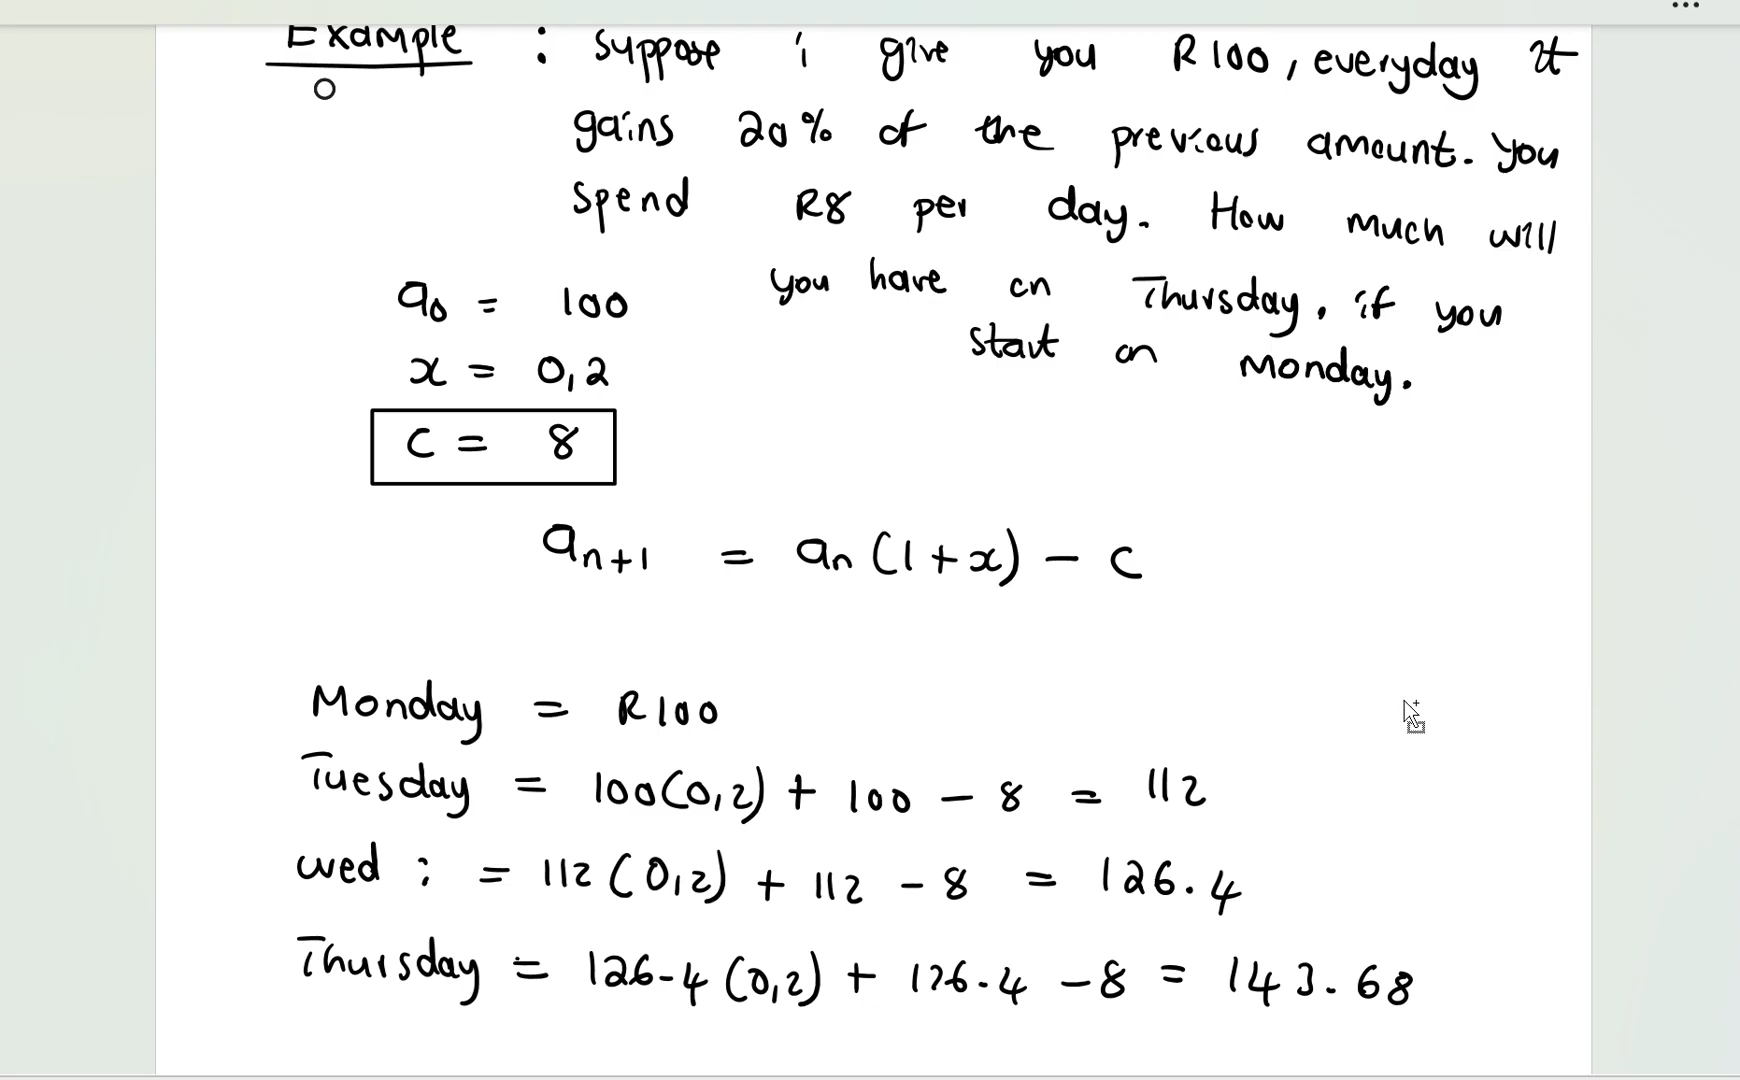 Example : suppose i give you R100, everyday it
gains 20% of the previous amount. You
spend R8 per day. How much will
you have on Thursday, if you
start on Monday.
a₀ = 100
x = 0,2
C = 8
aₙ₊₁ = aₙ(1+x) - C
Monday = R100
Tuesday = 100(0,2) + 100 - 8 = 112
wed : = 112(0,2) + 112 - 8 = 126.4
Thursday = 126.4(0,2) + 126.4 - 8 = 143.68